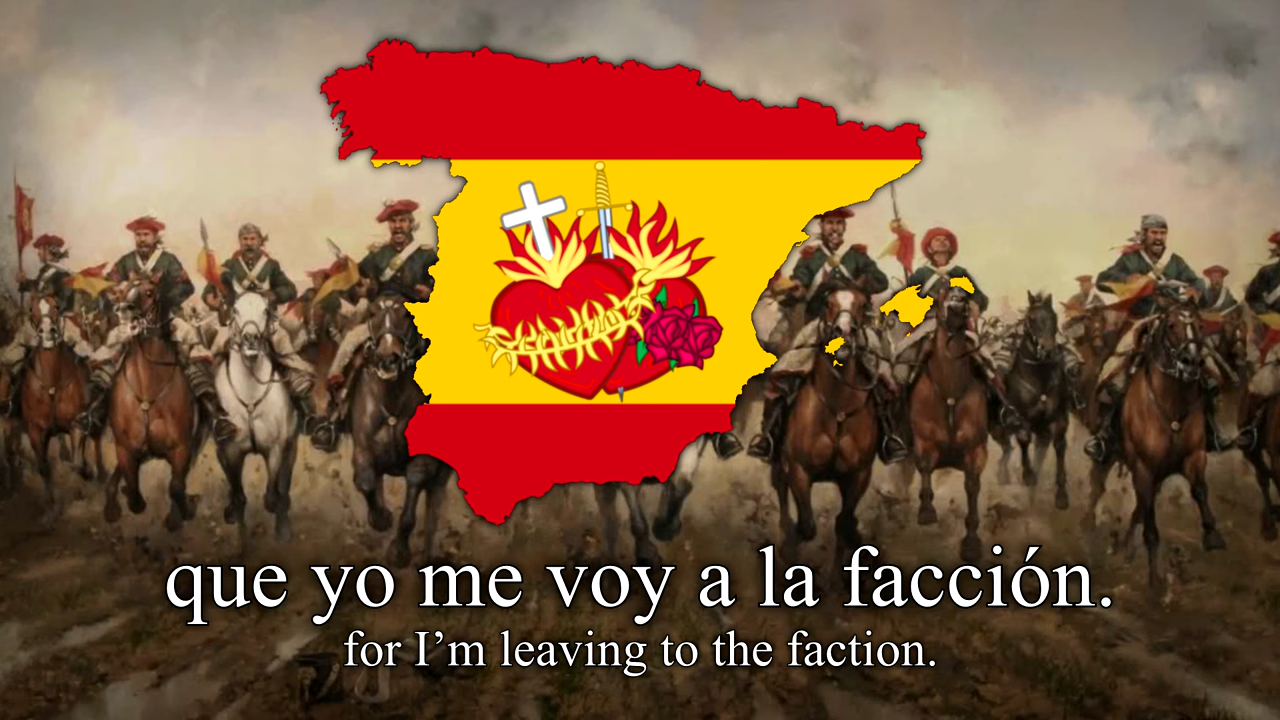 que yo me voy a la facción.
for I’m leaving to the faction.